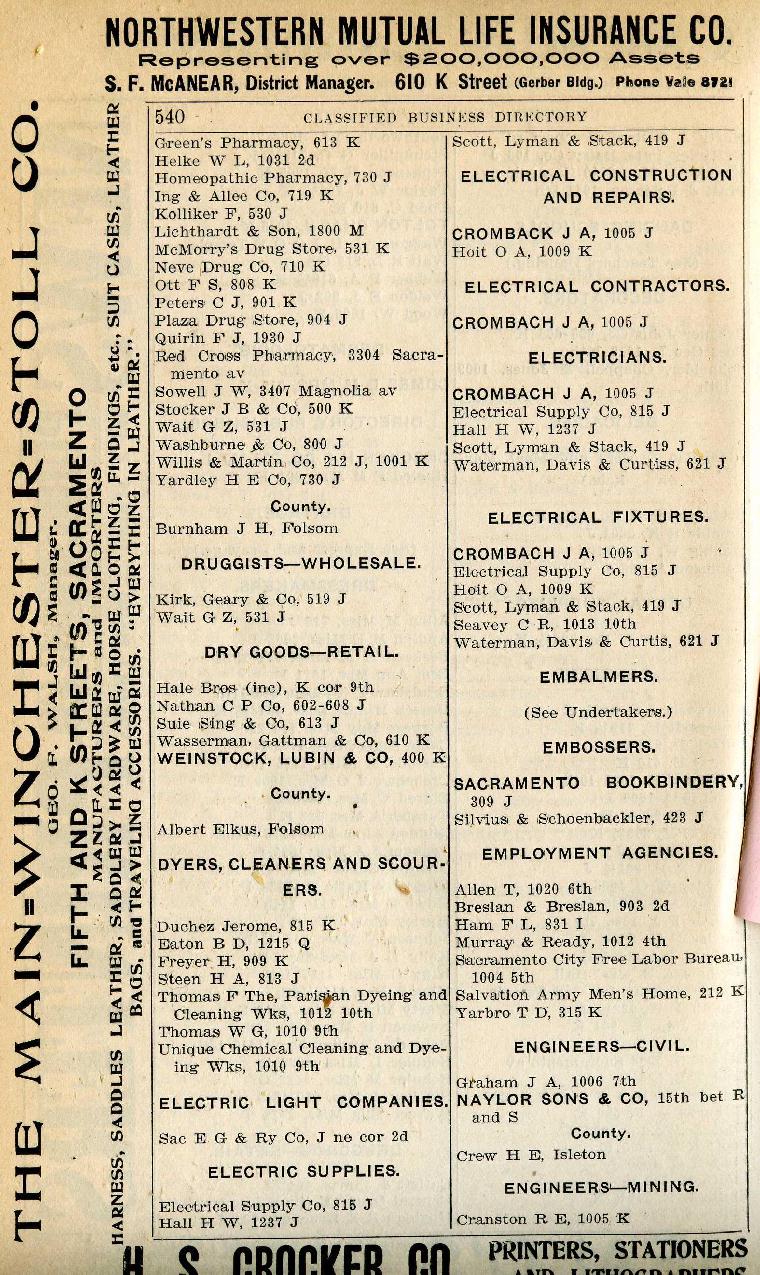 NORTHWESTERN MUTUAL LIFE INSURANCE CO.
Representing over $200,000,000 Assets
S. F. McANEAR, District Manager. 610 K Street (Gerber Bldg.) Phone Vale 8721
THE MAIN=WINCHESTER=STOLL CO.
GEO. F. WALSH, Manager.
FIFTH AND K STREETS, SACRAMENTO
MANUFACTURERS and IMPORTERS
HARNESS, SADDLES LEATHER, SADDLERY HARDWARE, HORSE CLOTHING, FINDINGS, etc., SUIT CASES, LEATHER
BAGS, and TRAVELING ACCESSORIES. "EVERYTHING IN LEATHER."
540 CLASSIFIED BUSINESS DIRECTORY
Green's Pharmacy, 613 K
Helke W L, 1031 2d
Homeopathic Pharmacy, 730 J
Ing & Allee Co, 719 K
Kolliker F, 530 J
Lichthardt & Son, 1800 M
McMorry's Drug Store, 531 K
Neve Drug Co, 710 K
Ott F S, 808 K
Peters C J, 901 K
Plaza Drug Store, 904 J
Quirin F J, 1930 J
Red Cross Pharmacy, 3304 Sacra-
mento av
Sowell J W, 3407 Magnolia av
Stocker J B & Co, 500 K
Wait G Z, 531 J
Washburne & Co, 800 J
Willis & Martin Co, 212 J, 1001 K
Yardley H E Co, 730 J
County.
Burnham J H, Folsom
DRUGGISTS—WHOLESALE.
Kirk, Geary & Co, 519 J
Wait G Z, 531 J
DRY GOODS—RETAIL.
Hale Bros (inc), K cor 9th
Nathan C P Co, 602-608 J
Suie Sing & Co, 613 J
Wasserman, Gattman & Co, 610 K
WEINSTOCK, LUBIN & CO, 400 K
County.
Albert Elkus, Folsom
DYERS, CLEANERS AND SCOUR-
ERS.
Duchez Jerome, 815 K
Eaton B D, 1215 Q
Freyer H, 909 K
Steen H A, 813 J
Thomas F The, Parisian Dyeing and
Cleaning Wks, 1012 10th
Thomas W G, 1010 9th
Unique Chemical Cleaning and Dye-
ing Wks, 1010 9th
ELECTRIC LIGHT COMPANIES.
Sac E G & Ry Co, J ne cor 2d
ELECTRIC SUPPLIES.
Electrical Supply Co, 815 J
Hall H W, 1237 J
Scott, Lyman & Stack, 419 J
ELECTRICAL CONSTRUCTION
AND REPAIRS.
CROMBACK J A, 1005 J
Hoit O A, 1009 K
ELECTRICAL CONTRACTORS.
CROMBACH J A, 1005 J
ELECTRICIANS.
CROMBACH J A, 1005 J
Electrical Supply Co, 815 J
Hall H W, 1237 J
Scott, Lyman & Stack, 419 J
Waterman, Davis & Curtiss, 621 J
ELECTRICAL FIXTURES.
CROMBACH J A, 1005 J
Electrical Supply Co, 815 J
Hoit O A, 1009 K
Scott, Lyman & Stack, 419 J
Seavey C R, 1013 10th
Waterman, Davis & Curtis, 621 J
EMBALMERS.
(See Undertakers.)
EMBOSSERS.
SACRAMENTO BOOKBINDERY,
309 J
Silvius & Schoenbackler, 423 J
EMPLOYMENT AGENCIES.
Allen T, 1020 6th
Breslan & Breslan, 903 2d
Ham F L, 831 I
Murray & Ready, 1012 4th
Sacramento City Free Labor Bureau,
1004 5th
Salvation Army Men's Home, 212 K
Yarbro T D, 315 K
ENGINEERS—CIVIL.
Graham J A, 1006 7th
NAYLOR SONS & CO, 15th bet R
and S
County.
Crew H E, Isleton
ENGINEERS—MINING.
Cranston R E, 1005 K
H. S. CROCKER CO. PRINTERS, STATIONERS
AND LITHOGRAPHERS